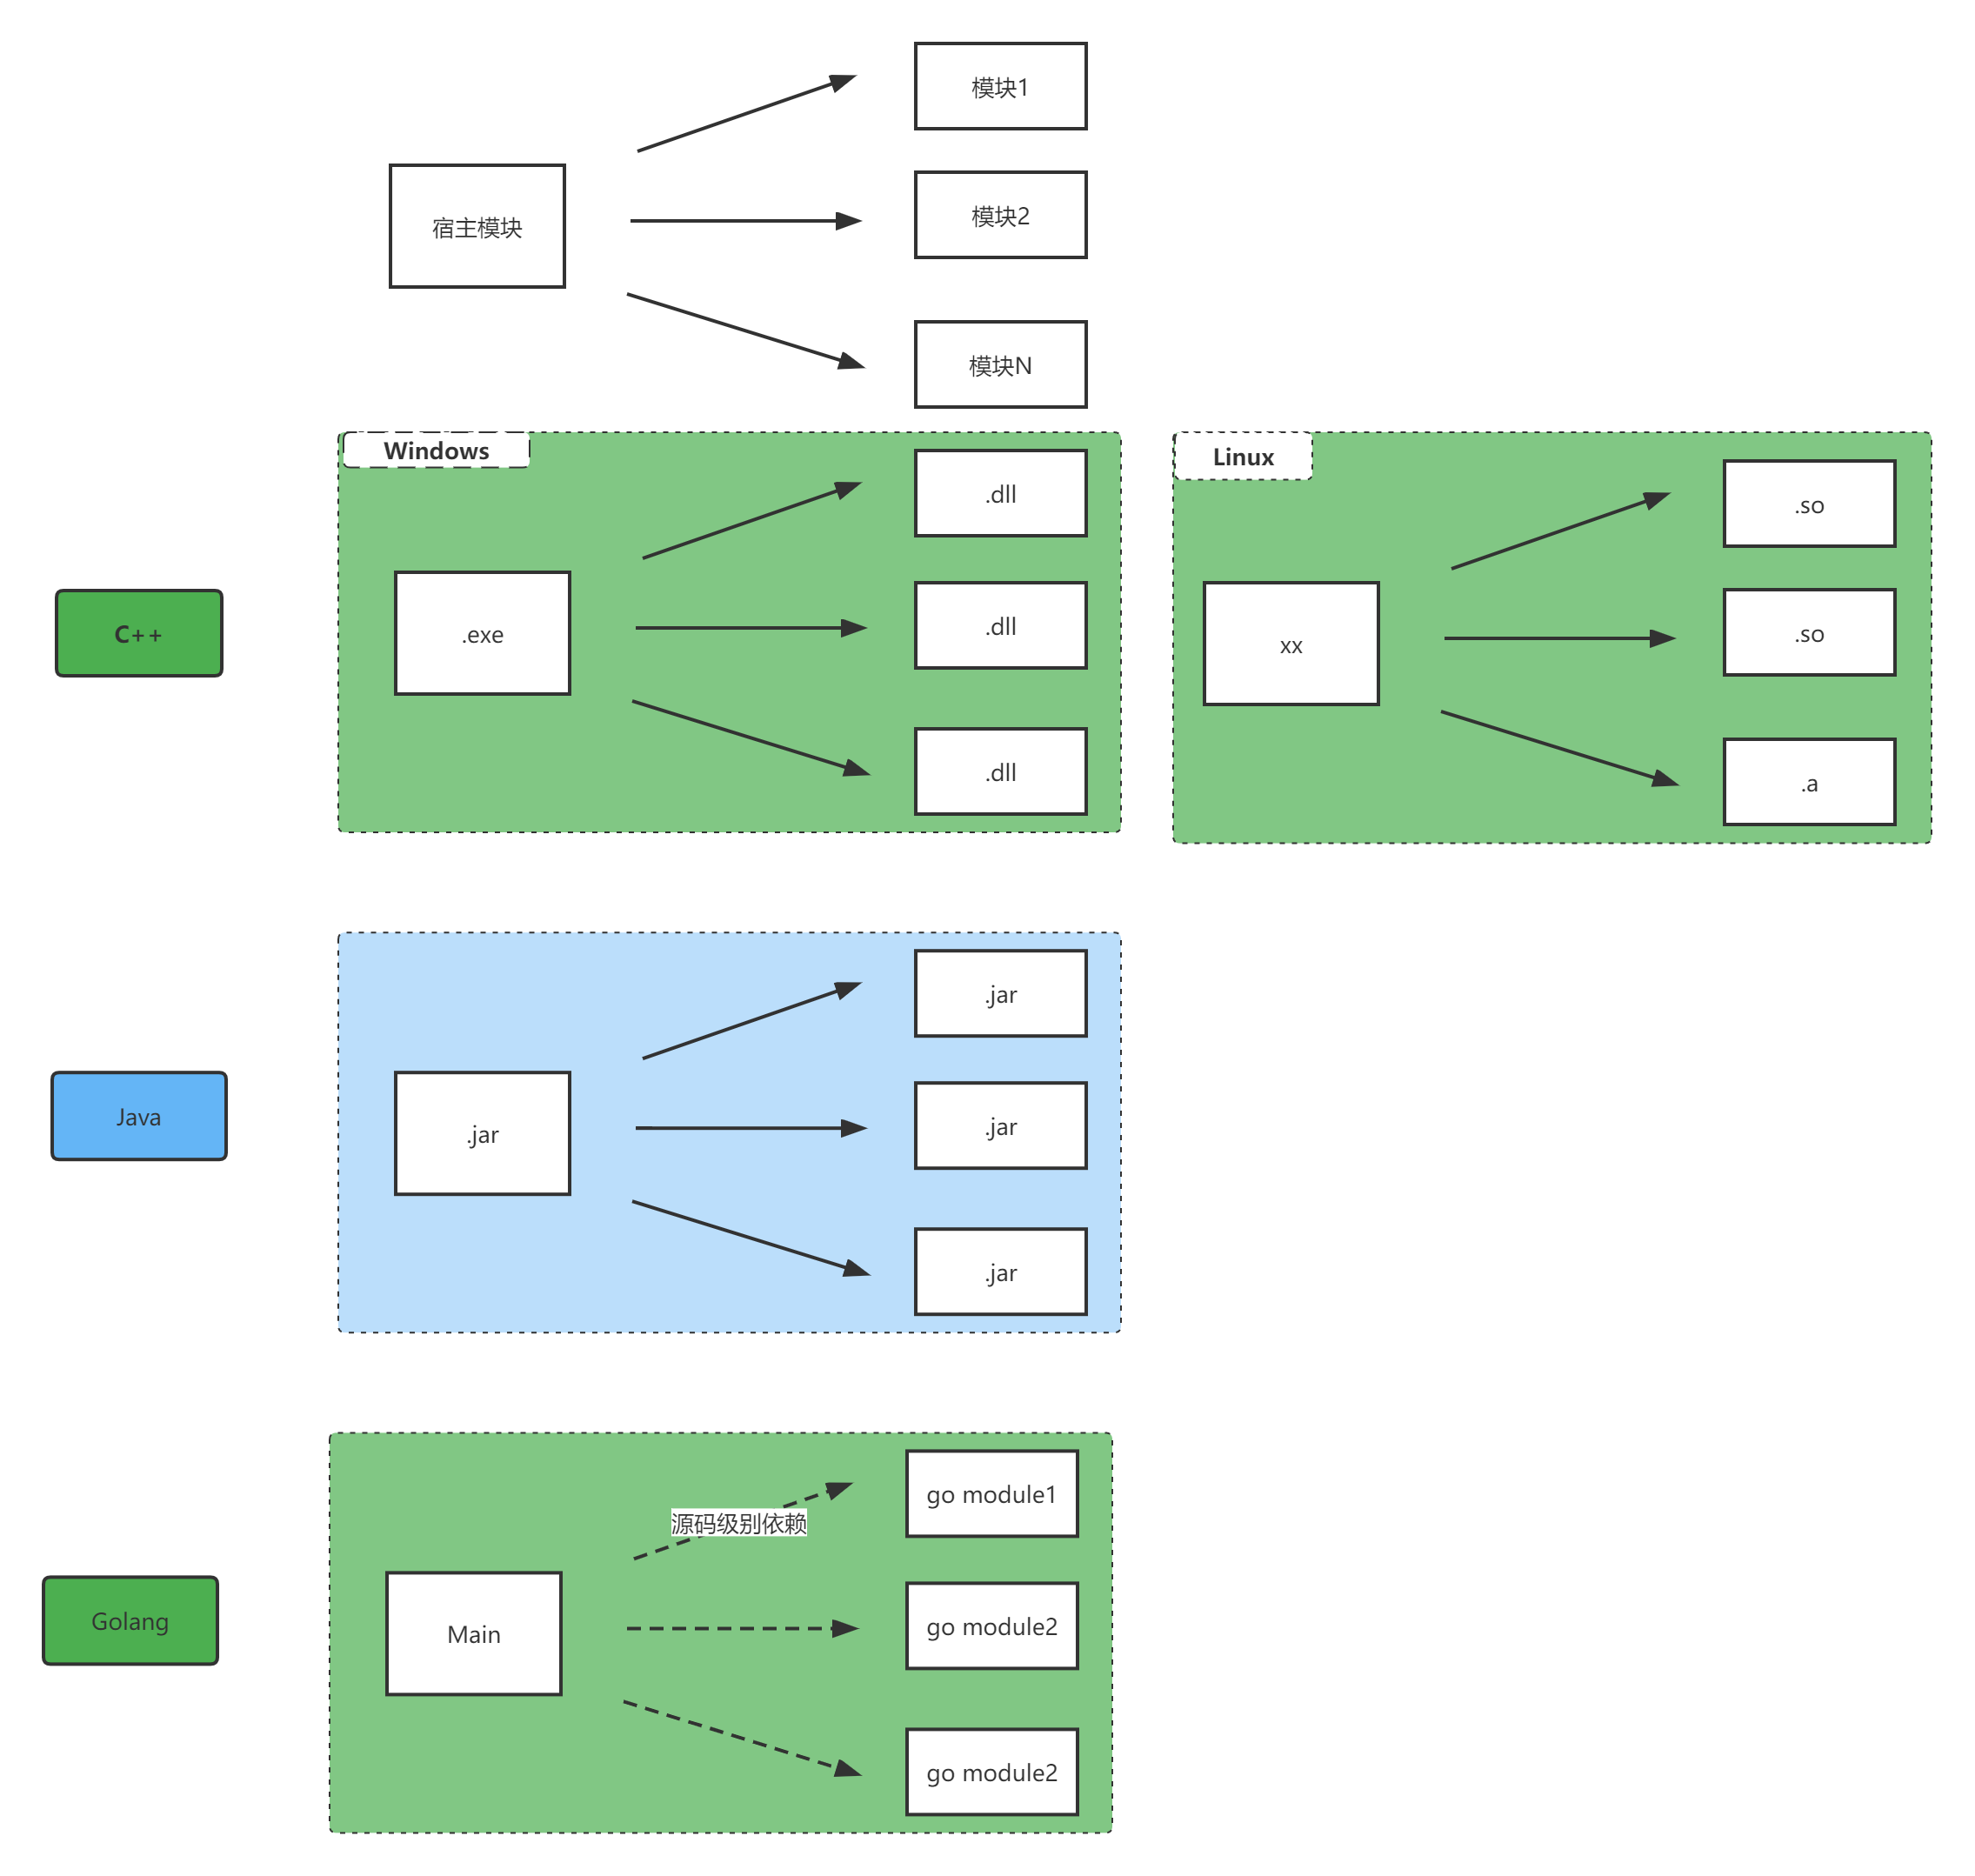 模块1
宿主模块
模块2
模块N
Windows
Linux
C++
.exe
.dll
.dll
.dll
xx
.so
.so
.a
Java
.jar
.jar
.jar
.jar
Golang
Main
源码级别依赖
go module1
go module2
go module2